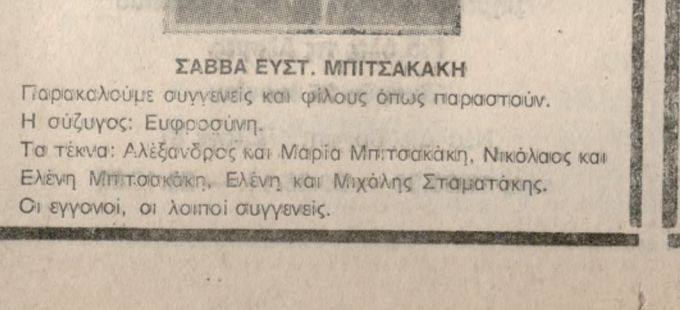 ΣΑΒΒΑ ΕΥΣΤ. ΜΠΙΤΣΑΚΑΚΗ
Παρακαλούμε συγγενείς και φίλους όπως παραστούν.
Η σύζυγος: Ευφροσύνη.
Τα τέκνα: Αλέξανδρος και Μαρία Μπιτσακάκη, Νικόλαος και
Ελένη Μπιτσακάκη, Ελένη και Μιχάλης Σταματάκης.
Οι εγγονοί, οι λοιποί συγγενείς.